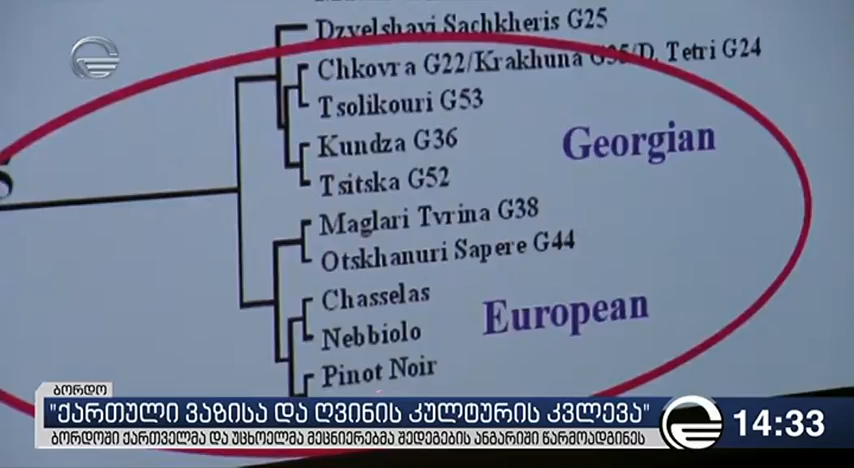 Dzvelshavi Sachkheris G25
Chkovra G22/Krakhuna G35/D. Tetri G24
Tsolikouri G53
Kundza G36
Georgian
Tsitska G52
Maglari Tvrina G38
Otskhanuri Sapere G44
Chasselas
European
Nebbiolo
Pinot Noir
ბორდო
"ქართული ვაზისა და ღვინის კულტურის კვლევა"
ბორდოში ქართველმა და უცხოელმა მეცნიერებმა შედეგების ანგარიში წარმოადგინეს
14:33